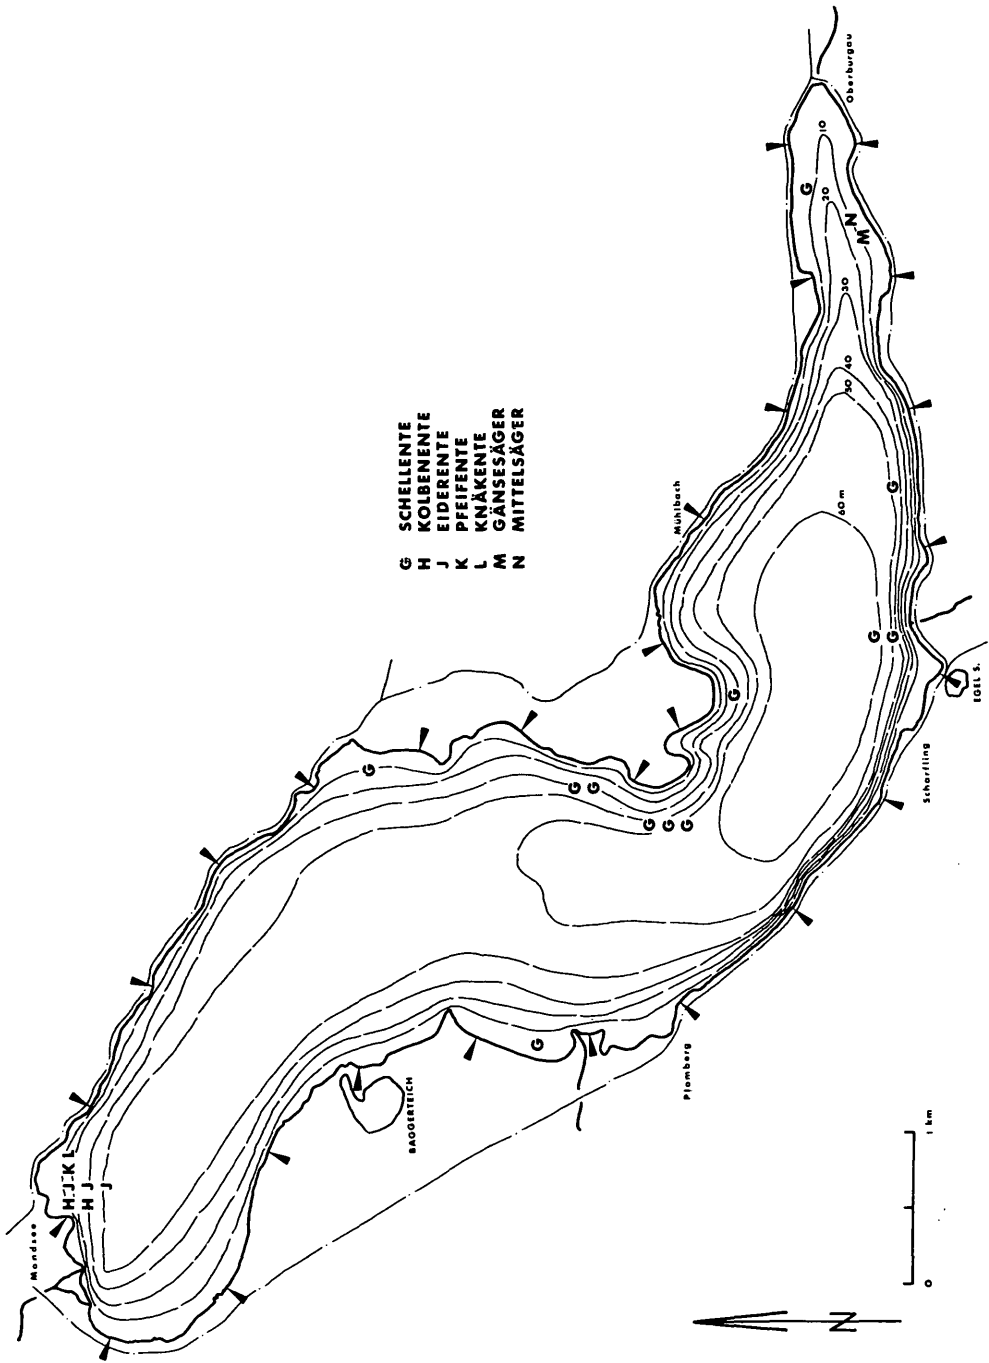 Mondsee
H J K L
H J
J
BAGGERTEICH
Plomberg
G SCHELLENTE
H KOLBENENTE
J EIDERENTE
K PFEIFENTE
L KNÄKENTE
M GÄNSESÄGER
N MITTELSÄGER
Mühlbach
Oberburgau
Scharfling
EGEL S.
G
G
G
G
G
G
G
G
G
G
G
G
M N
10
20
30
40
50
60 m
0
1 km
N